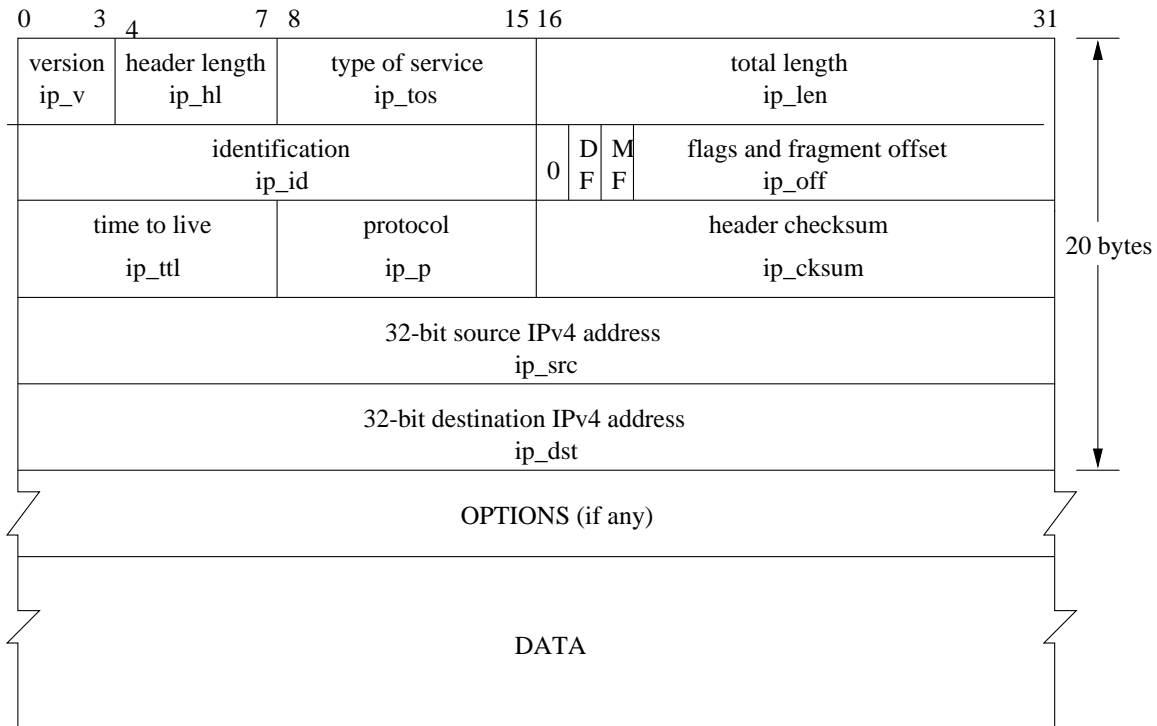 0 3 4 7 8 15 16 31
version header length type of service total length
ip_v ip_hl ip_tos ip_len
identification 0 D M flags and fragment offset
ip_id F F ip_off
time to live protocol header checksum
20 bytes
ip_ttl ip_p ip_cksum
32-bit source IPv4 address
ip_src
32-bit destination IPv4 address
ip_dst
OPTIONS (if any)
DATA